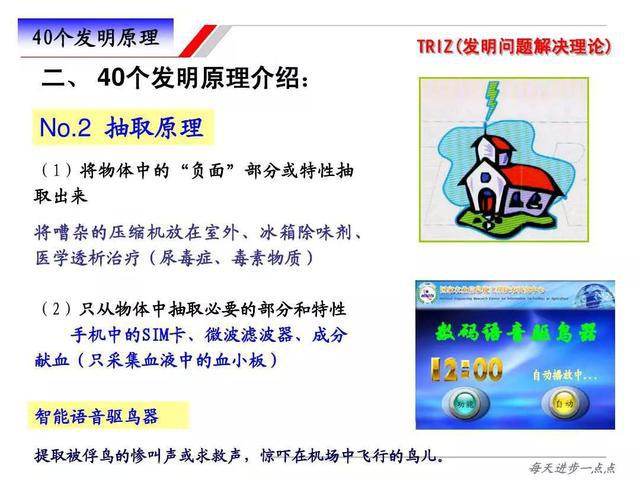 40个发明原理
TRIZ(发明问题解决理论)
二、 40个发明原理介绍：
No.2 抽取原理
（1）将物体中的“负面”部分或特性抽
取出来
将嘈杂的压缩机放在室外、冰箱除味剂、
医学透析治疗（尿毒症、毒素物质）
（2）只从物体中抽取必要的部分和特性
手机中的SIM卡、微波滤波器、成分
献血（只采集血液中的血小板）
数码语音驱鸟器
12:00
自动播放中...
功能
自动
智能语音驱鸟器
提取被俘鸟的惨叫声或求救声，惊吓在机场中飞行的鸟儿。
每天进步一点点